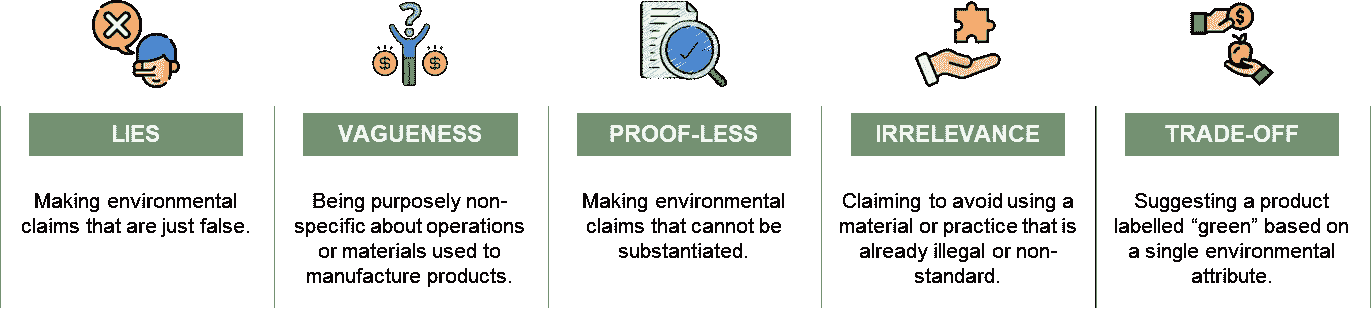 LIES
Making environmental
claims that are just false.
VAGUENESS
Being purposely non-
specific about operations
or materials used to
manufacture products.
PROOF-LESS
Making environmental
claims that cannot be
substantiated.
IRRELEVANCE
Claiming to avoid using a
material or practice that is
already illegal or non-
standard.
TRADE-OFF
Suggesting a product
labelled “green” based on
a single environmental
attribute.